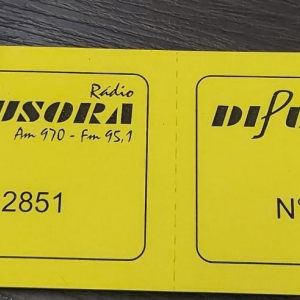 Rádio
USORA
Am 970 - Fm 95,1
2851
DIFU
Nº